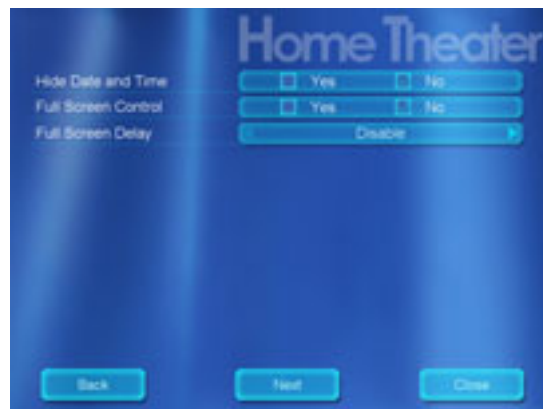 Home Theater
Hide Date and Time Yes No
Full Screen Control Yes No
Full Screen Delay Disable
Back Next Close